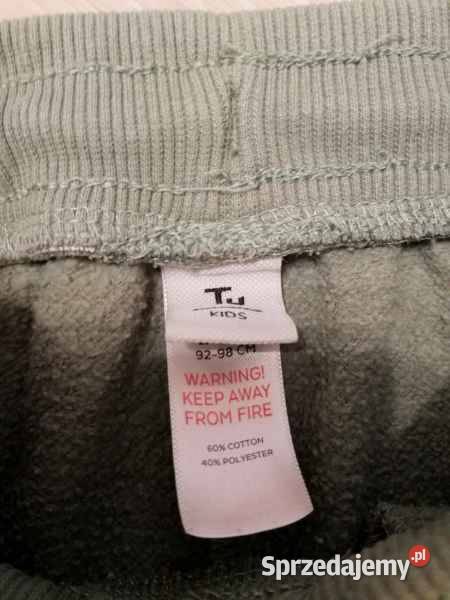 Tu
KIDS
92-98 CM
WARNING!
KEEP AWAY
FROM FIRE
60% COTTON
40% POLYESTER
Sprzedajemy.pl